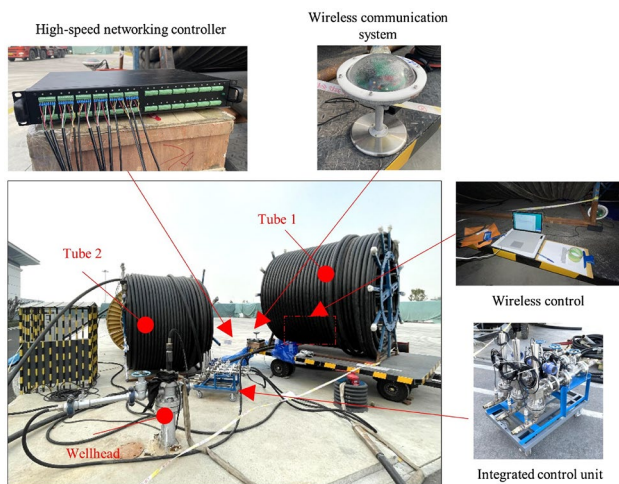 High-speed networking controller
Wireless communication
system
Tube 1
Tube 2
Wireless control
Wellhead
Integrated control unit